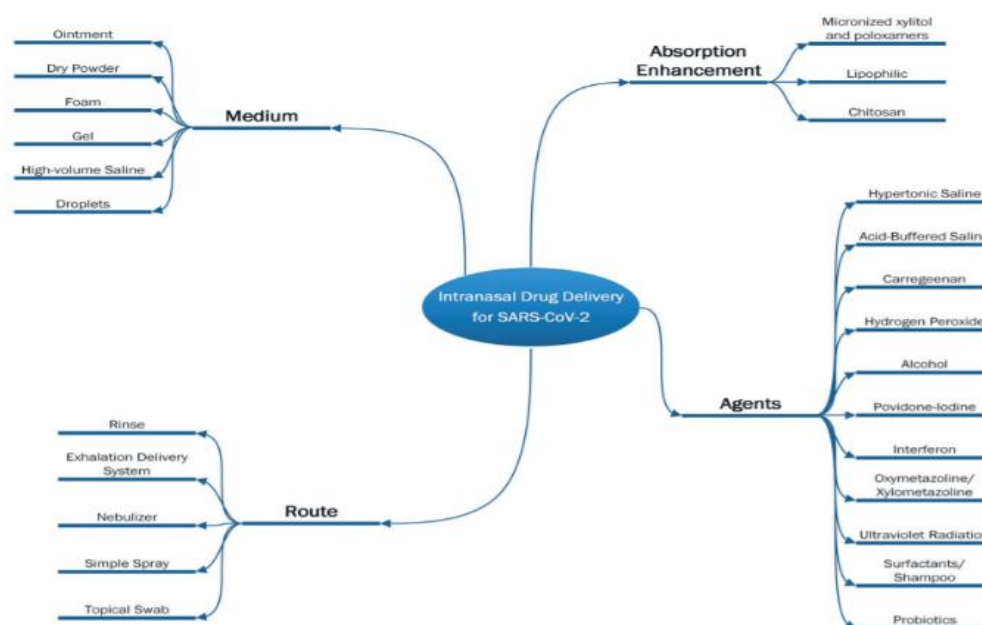 Ointment
Dry Powder
Foam
Gel
High-volume Saline
Droplets
Medium
Absorption
Enhancement
Micronized xylitol
and poloxamers
Lipophilic
Chitosan
Intranasal Drug Delivery
for SARS-CoV-2
Agents
Hypertonic Saline
Acid-Buffered Salin
Carregeenan
Hydrogen Peroxide
Alcohol
Povidone-Iodine
Interferon
Oxymetazoline/
Xylometazoline
Ultraviolet Radiatio
Surfactants/
Shampoo
Probiotics
Rinse
Exhalation Delivery
System
Nebulizer
Simple Spray
Topical Swab
Route